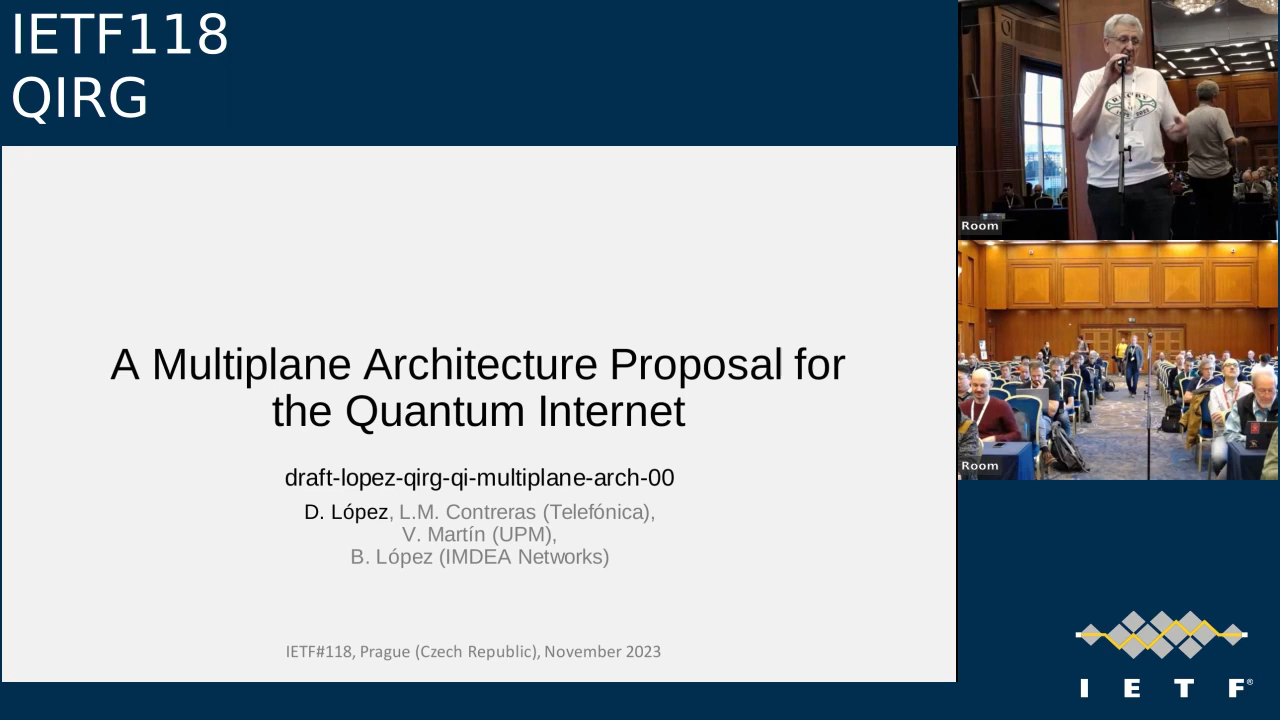 IETF118
QIRG
A Multiplane Architecture Proposal for
the Quantum Internet
draft-lopez-qirg-qi-multiplane-arch-00
D. López, L.M. Contreras (Telefónica),
V. Martín (UPM),
B. López (IMDEA Networks)
IETF#118, Prague (Czech Republic), November 2023
Room
Room
I E T F®